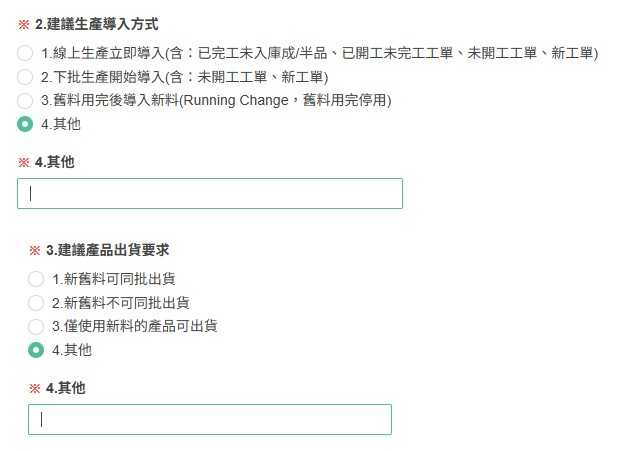 ※ 2.建議生產導入方式
1.線上生產立即導入(含：已完工未入庫成/半品、已開工未完工工單、未開工工單、新工單)
2.下批生產開始導入(含：未開工工單、新工單)
3.舊料用完後導入新料(Running Change，舊料用完停用)
4.其他
※ 4.其他
※ 3.建議產品出貨要求
1.新舊料可同批出貨
2.新舊料不可同批出貨
3.僅使用新料的產品可出貨
4.其他
※ 4.其他